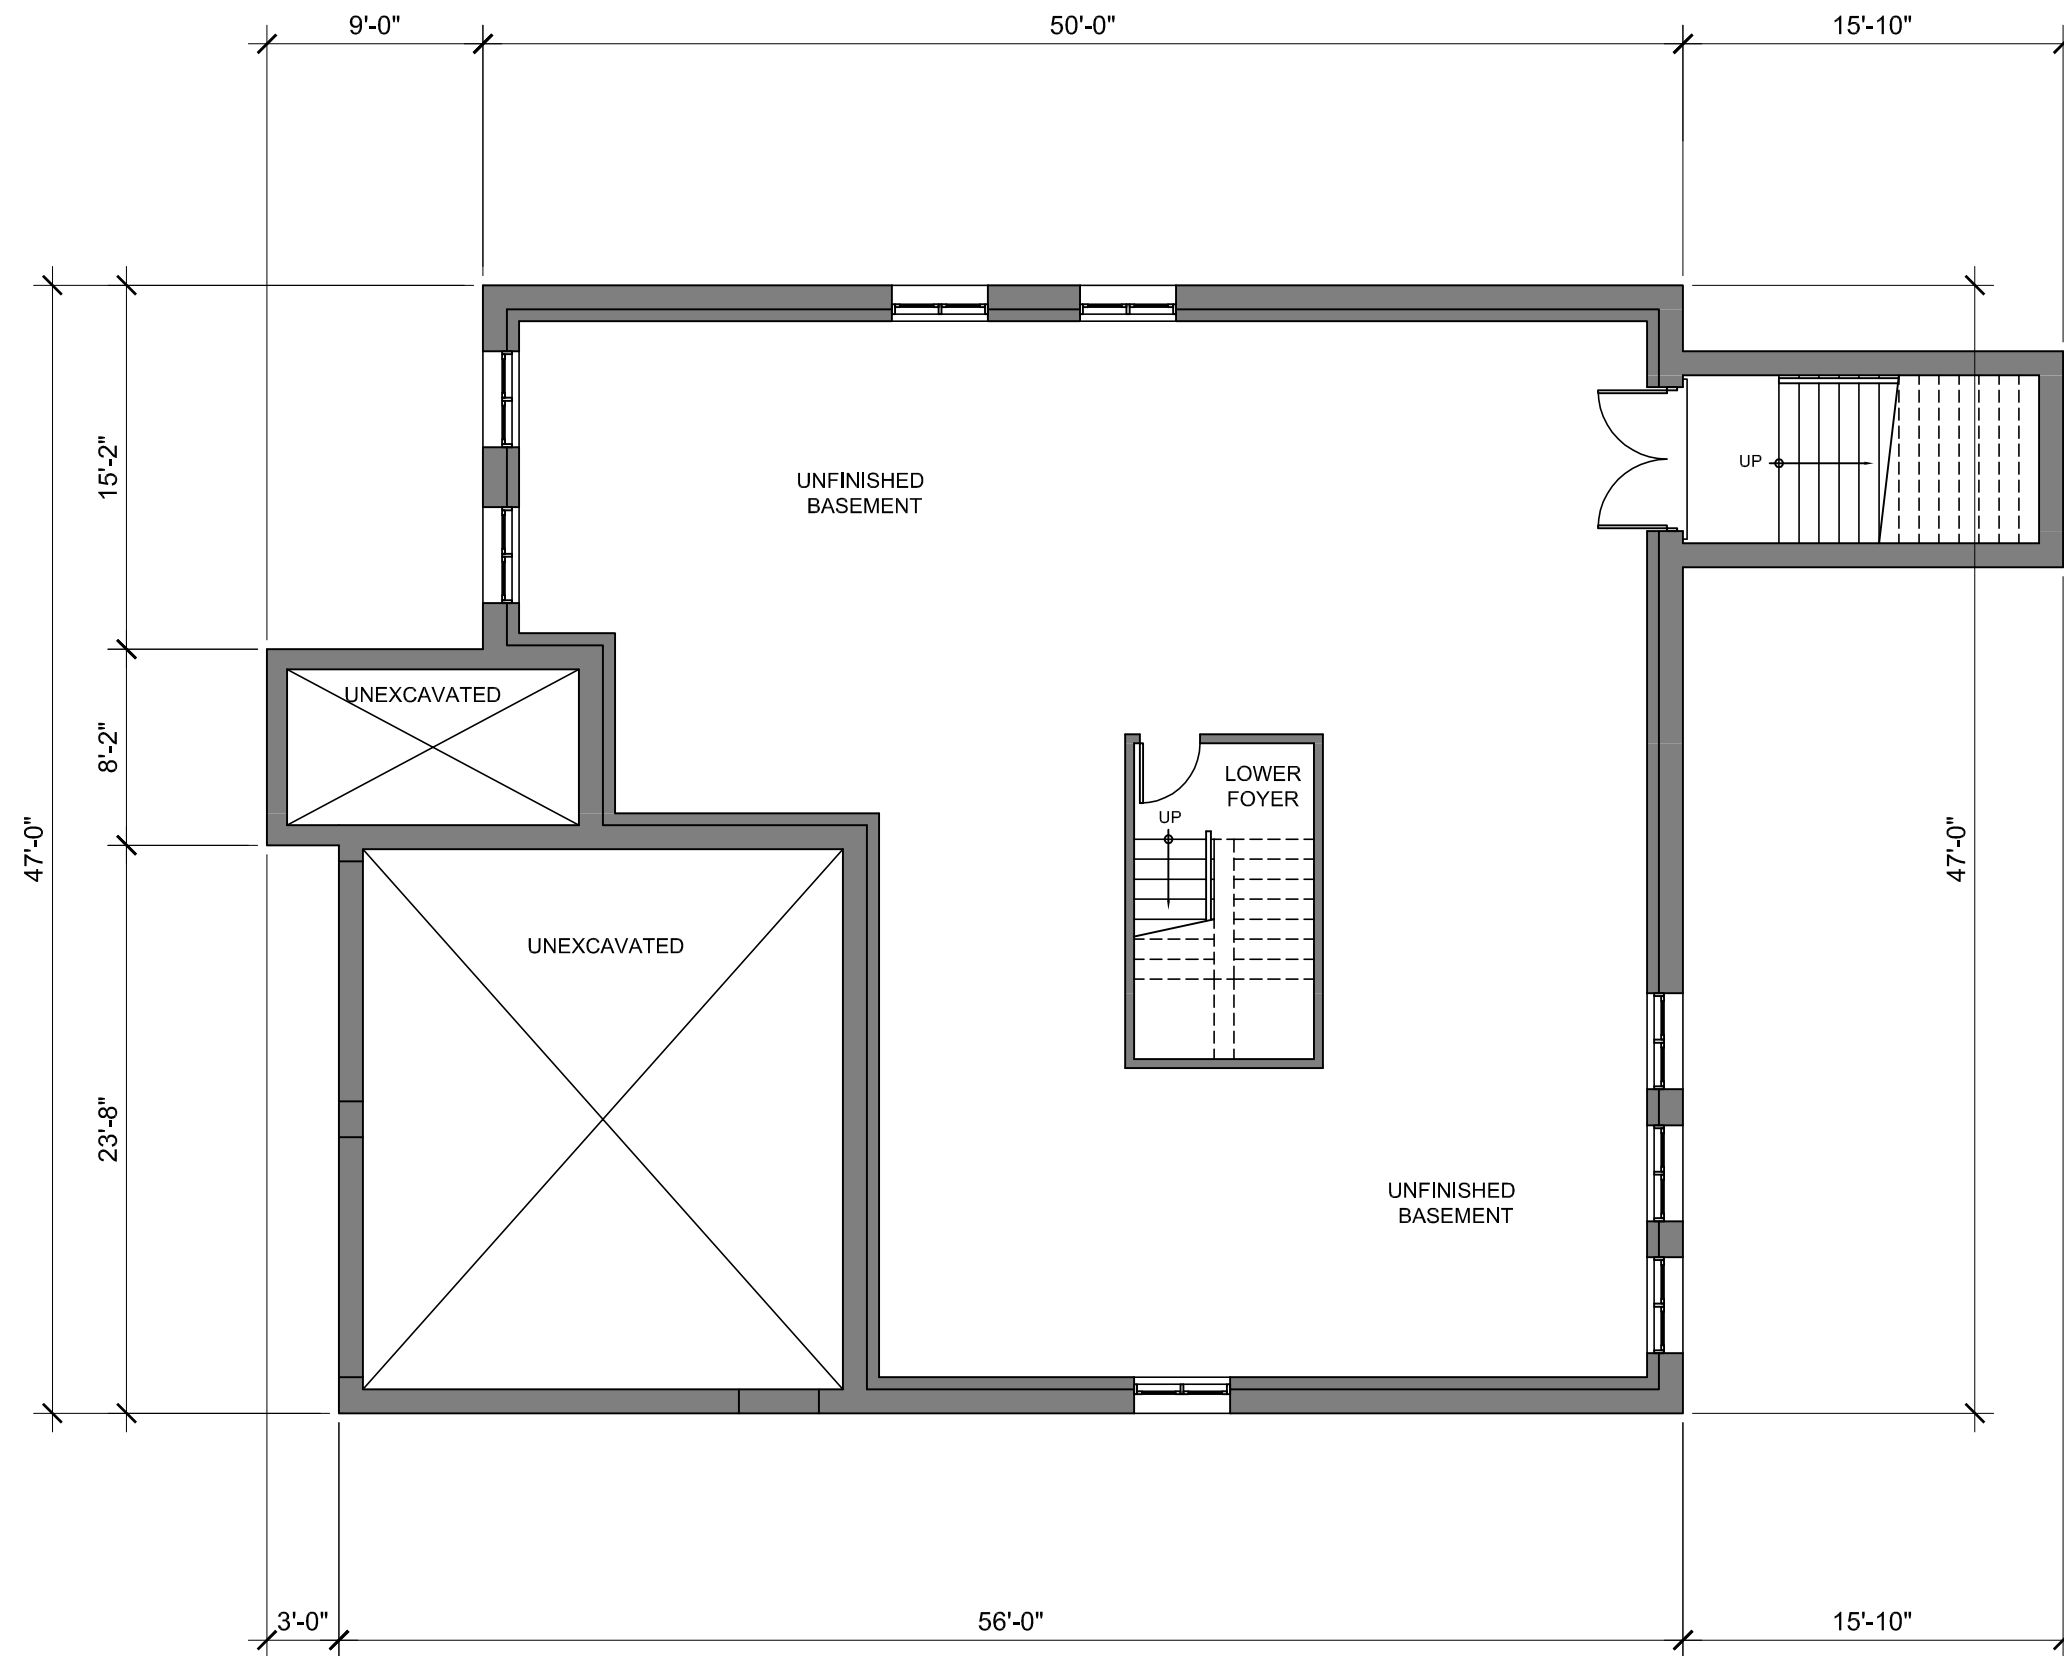 9'-0"
50'-0"
15'-10"
15'-2"
UP
UNFINISHED
BASEMENT
UNEXCAVATED
8'-2"
LOWER
FOYER
UP
47'-0"
47'-0"
UNEXCAVATED
23'-8"
UNFINISHED
BASEMENT
3'-0"
56'-0"
15'-10"